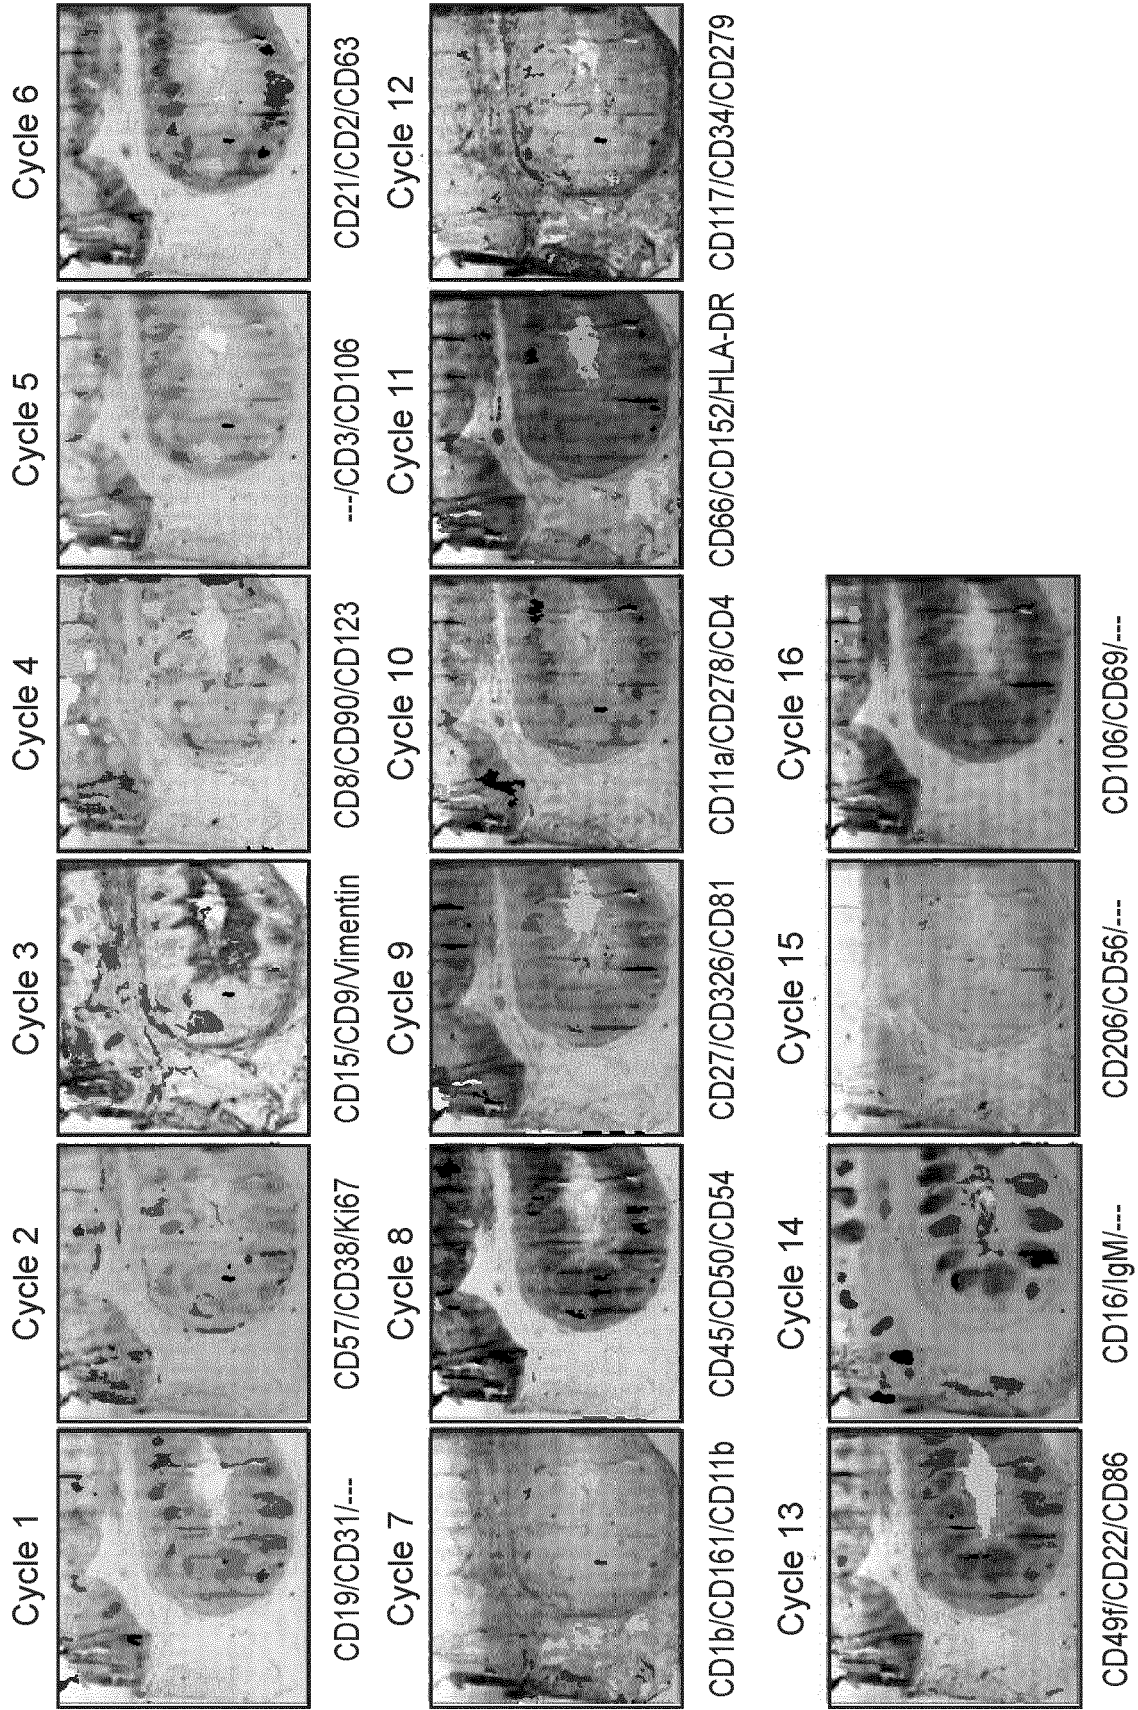 Cycle 1
Cycle 2
Cycle 3
Cycle 4
Cycle 5
Cycle 6
CD19/CD31/---
CD57/CD38/Ki67
CD15/CD9/Vimentin
CD8/CD90/CD123
---/CD3/CD106
CD21/CD2/CD63
Cycle 7
Cycle 8
Cycle 9
Cycle 10
Cycle 11
Cycle 12
CD1b/CD161/CD11b
CD45/CD50/CD54
CD27/CD326/CD81
CD11a/CD278/CD4
CD66/CD152/HLA-DR
CD117/CD34/CD279
Cycle 13
Cycle 14
Cycle 15
Cycle 16
CD49f/CD22/CD86
CD16/IgM/---
CD206/CD56/---
CD106/CD69/---